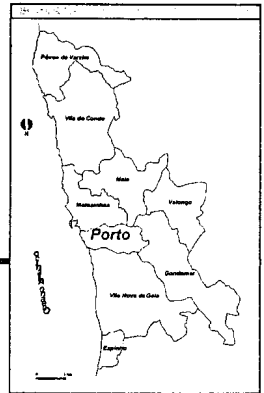 Póvoa de Varzim
Vila do Conde
N
Maia
Matosinhos
Valongo
Porto
Gondomar
Vila Nova de Gaia
Espinho